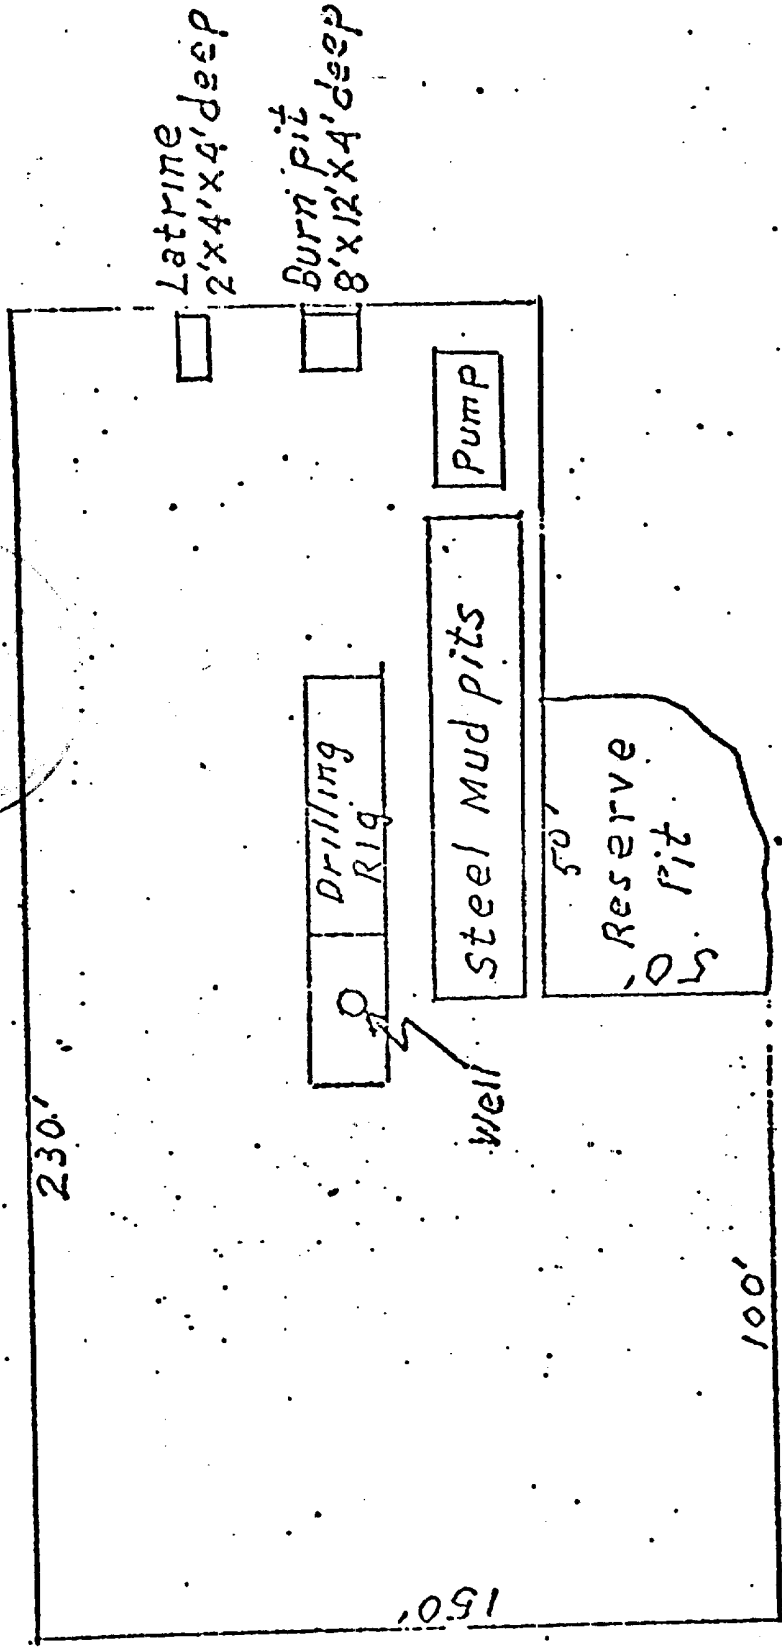 230'
Latrine
2'x4'x4' deep
Burn pit
8'x12'x4' deep
Drilling
Rig
Pump
Steel Mud pits
Well
50'
Reserve
Pit
50'
150'
100'